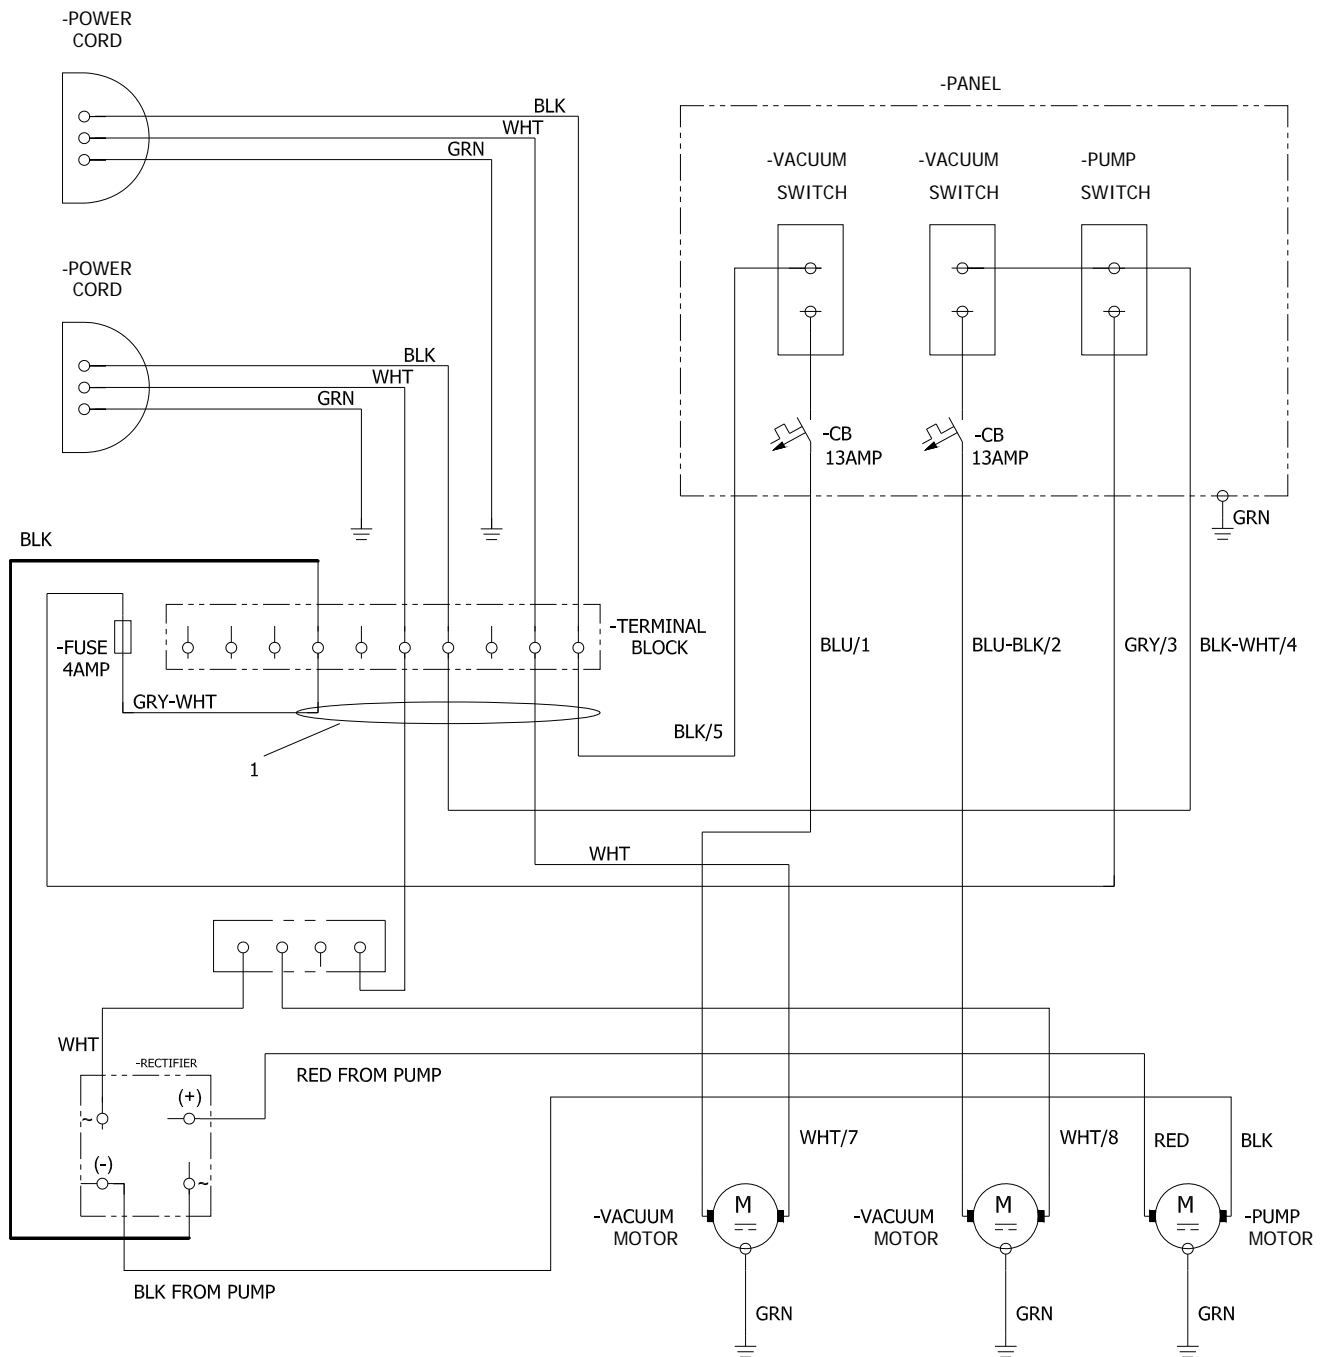 -POWER
CORD
BLK
WHT
GRN
-PANEL
-VACUUM
SWITCH
-VACUUM
SWITCH
-PUMP
SWITCH
-POWER
CORD
BLK
WHT
GRN
-CB
13AMP
-CB
13AMP
GRN
BLK
-FUSE
4AMP
-TERMINAL
BLOCK
BLU/1
BLU-BLK/2
GRY/3
BLK-WHT/4
GRY-WHT
BLK/5
1
WHT
WHT
-RECTIFIER
RED FROM PUMP
(+)
~
(-)
~
WHT/7
WHT/8
RED
BLK
-VACUUM
MOTOR
M
-VACUUM
MOTOR
M
M
-PUMP
MOTOR
BLK FROM PUMP
GRN
GRN
GRN